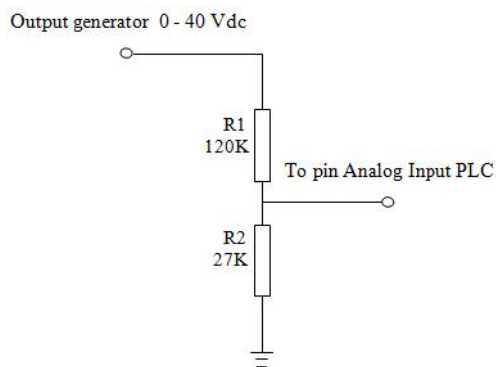 Output generator 0 - 40 Vdc
R1
120K
To pin Analog Input PLC
R2
27K